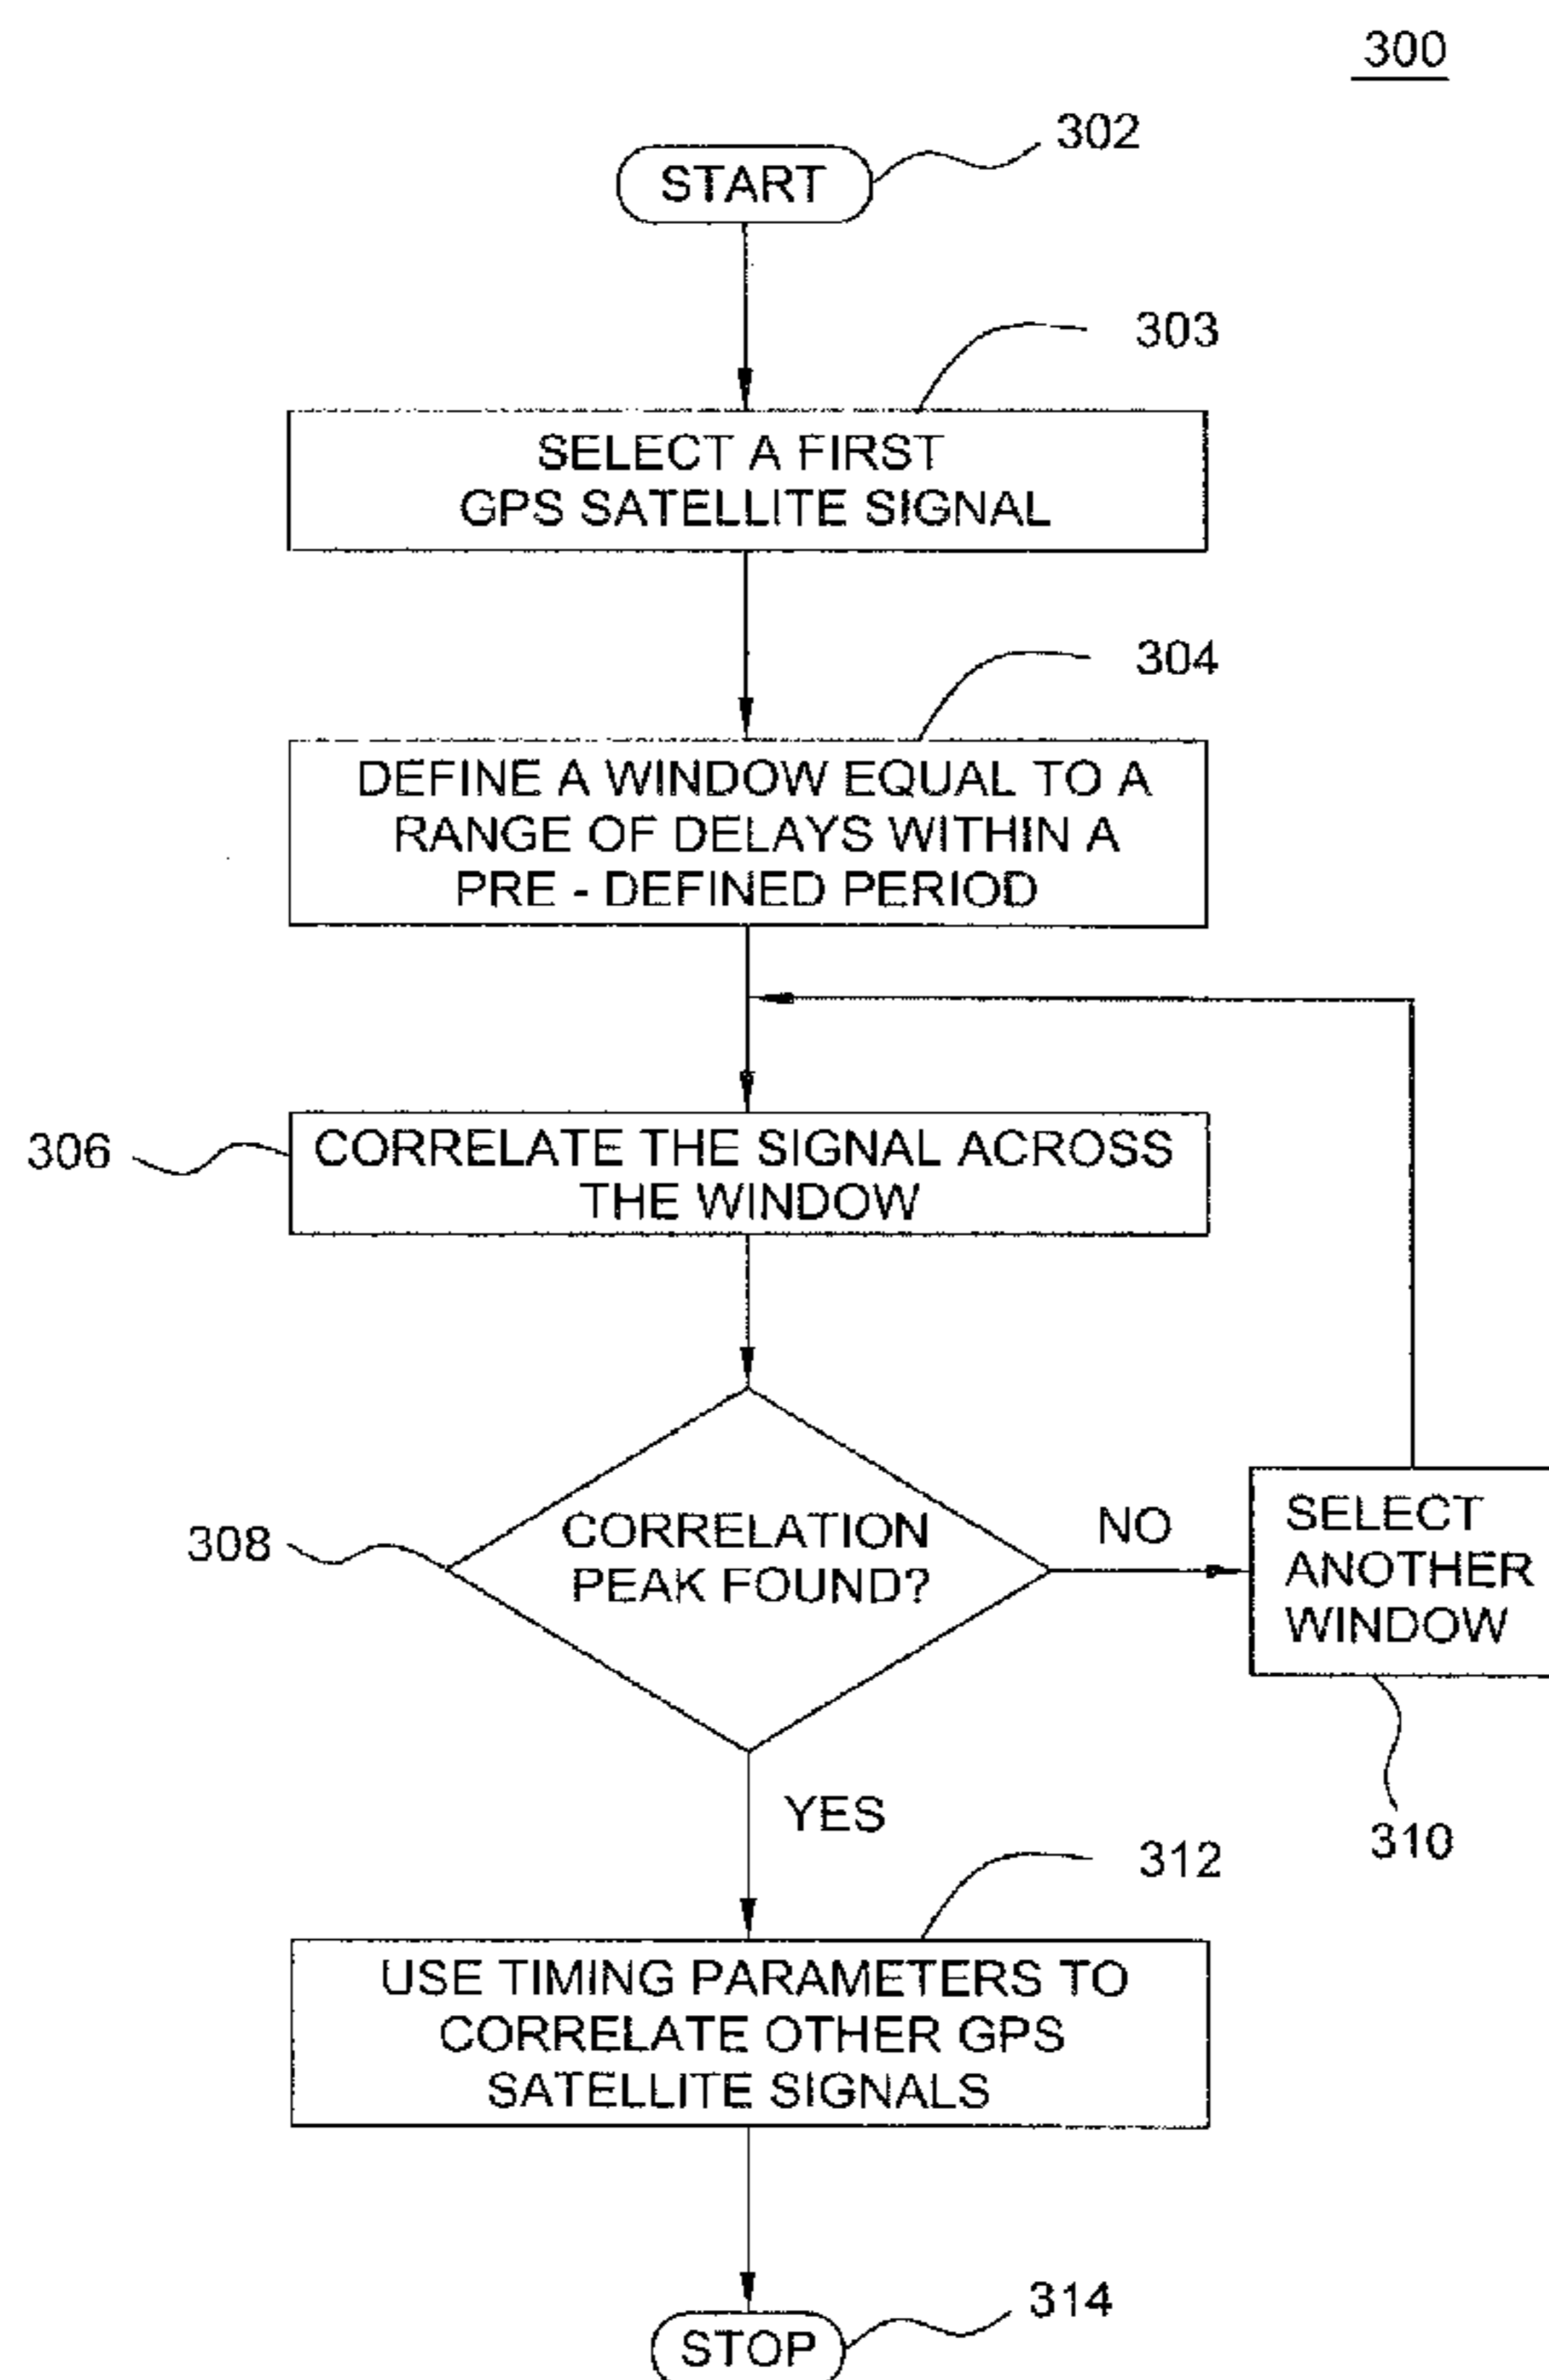 300
START
302
303
SELECT A FIRST
GPS SATELLITE SIGNAL
304
DEFINE A WINDOW EQUAL TO A
RANGE OF DELAYS WITHIN A
PRE - DEFINED PERIOD
306
CORRELATE THE SIGNAL ACROSS
THE WINDOW
308
CORRELATION
PEAK FOUND?
NO
SELECT
ANOTHER
WINDOW
310
YES
312
USE TIMING PARAMETERS TO
CORRELATE OTHER GPS
SATELLITE SIGNALS
314
STOP